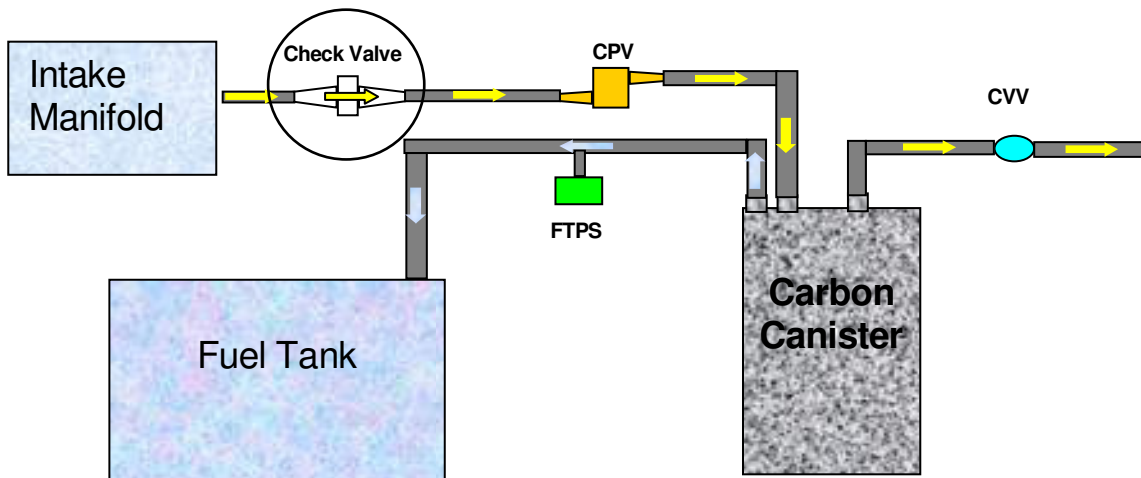 Intake
Manifold
Check Valve
CPV
CVV
FTPS
Fuel Tank
Carbon
Canister